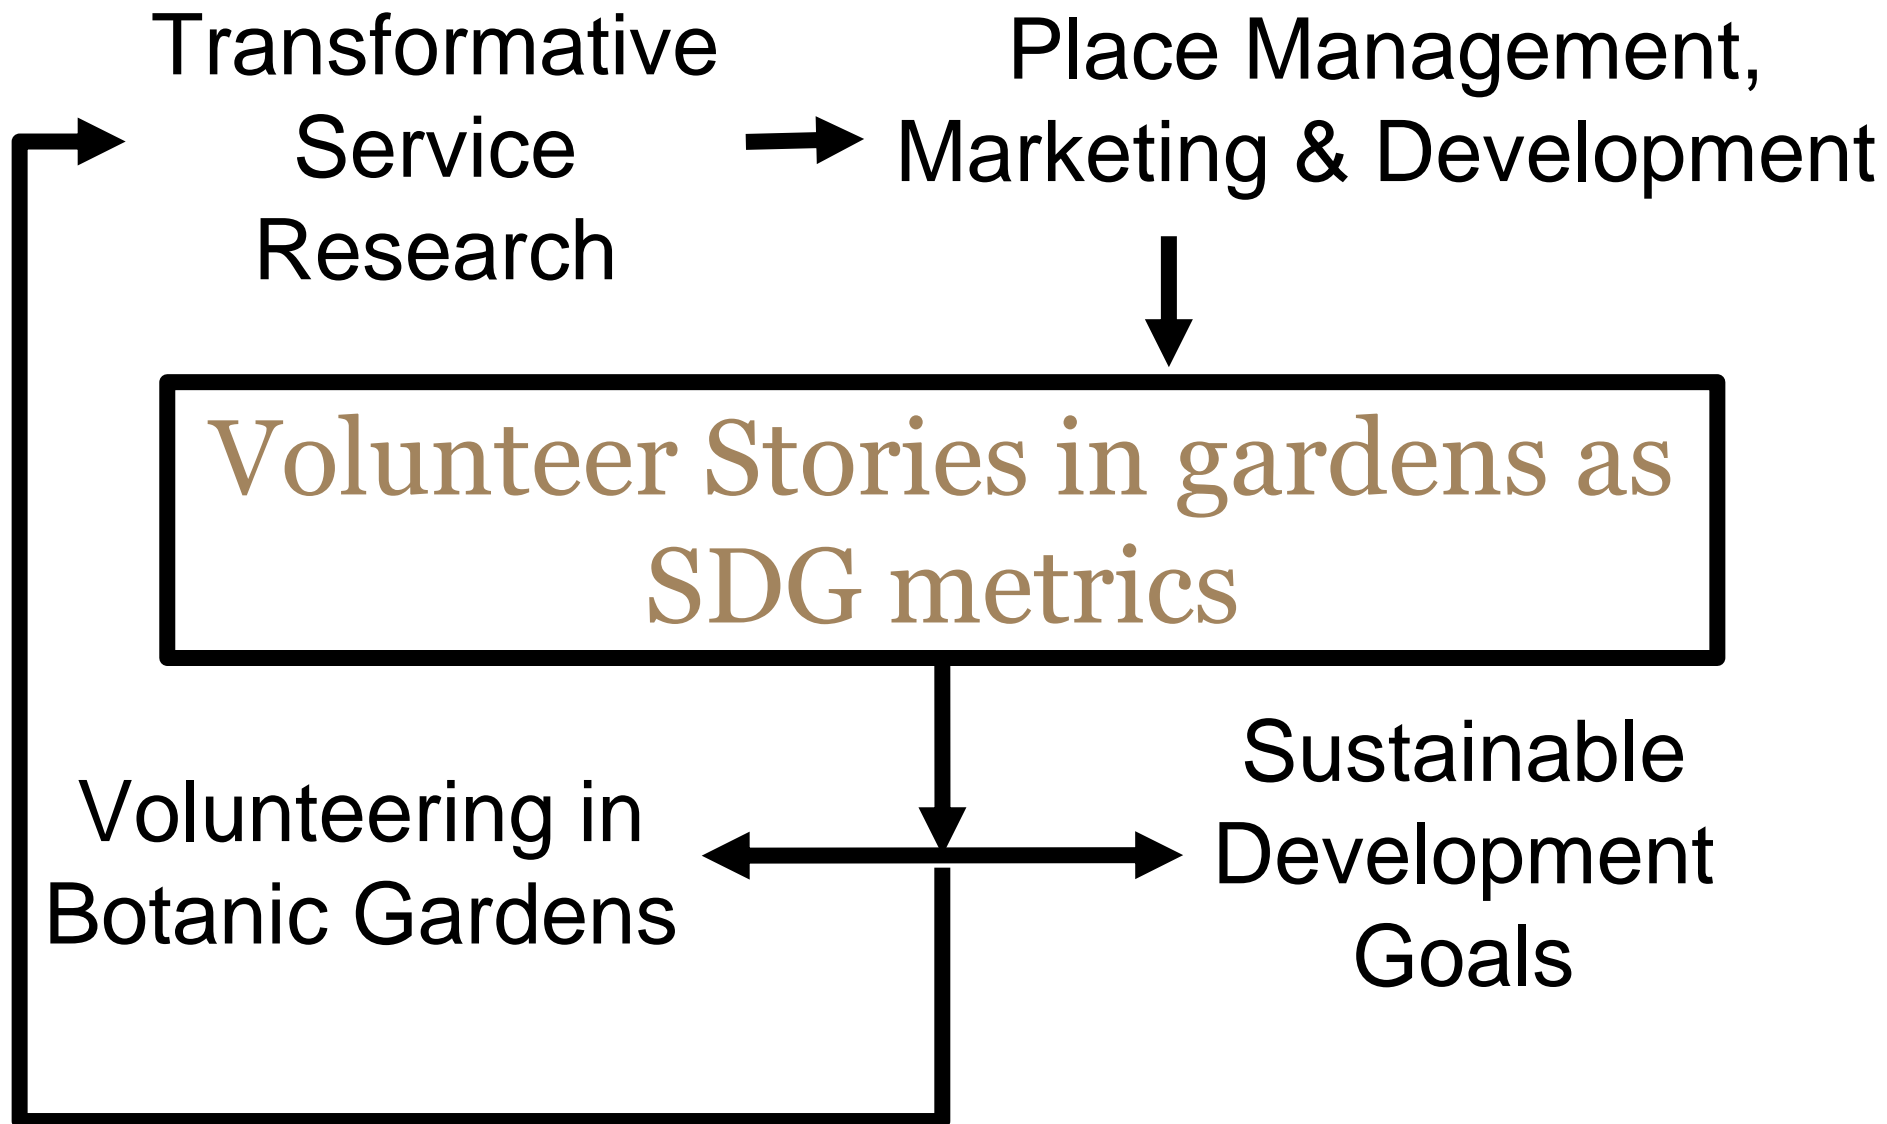 Transformative
Service
Research
Place Management,
Marketing & Development
Volunteer Stories in gardens as
SDG metrics
Volunteering in
Botanic Gardens
Sustainable
Development
Goals